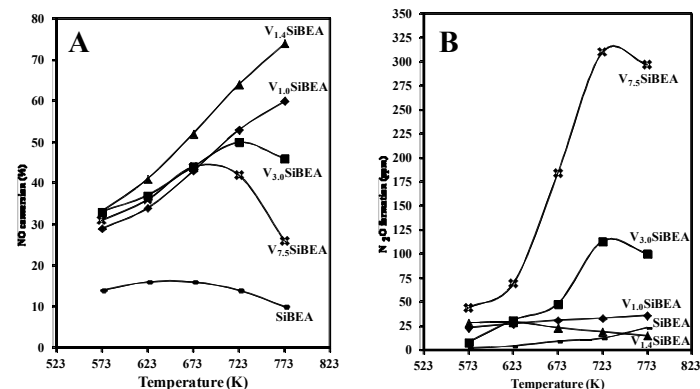 A
80
70
60
50
40
30
20
10
0
NO conversion (%)
V1.4SiBEA
V1.0SiBEA
V3.0SiBEA
V7.5SiBEA
SiBEA
523 573 623 673 723 773 823
Temperature (K)
B
350
325
300
275
250
225
200
175
150
125
100
75
50
25
0
N2O formation (ppm)
V7.5SiBEA
V3.0SiBEA
V1.0SiBEA
SiBEA
V1.4SiBEA
523 573 623 673 723 773 823
Temperature (K)